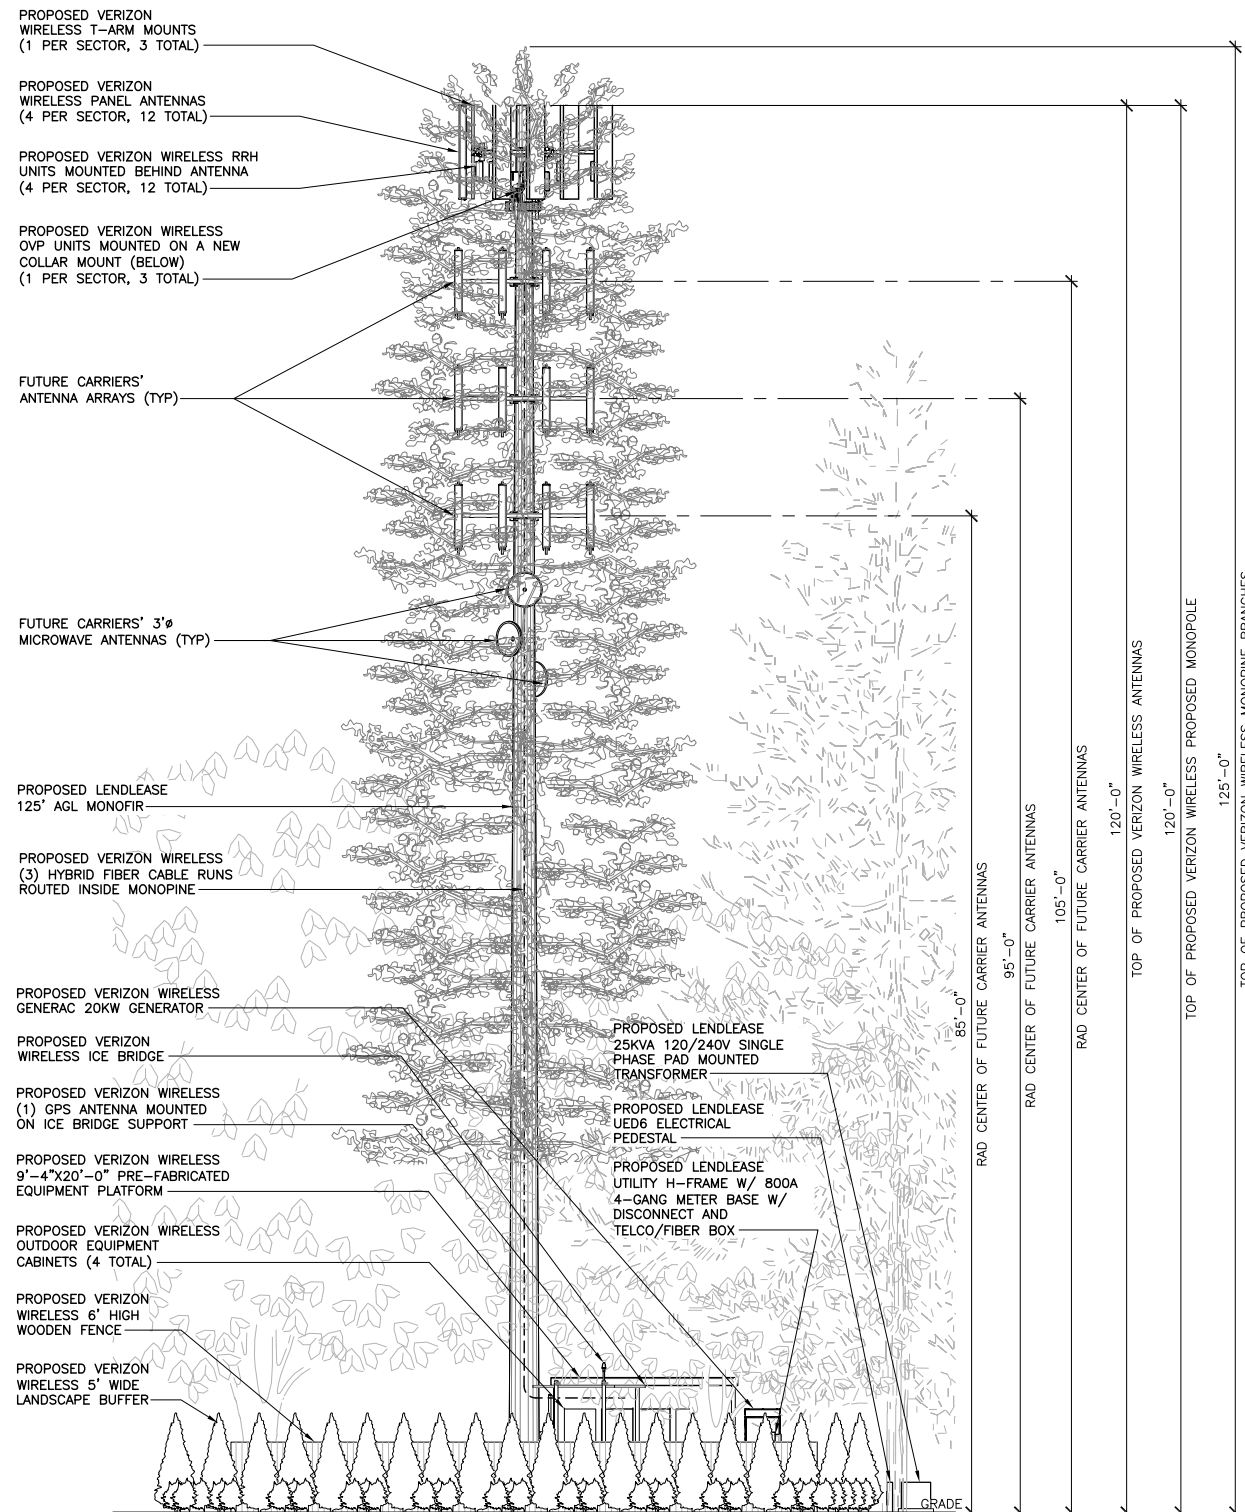 PROPOSED VERIZON
WIRELESS T-ARM MOUNTS
(1 PER SECTOR, 3 TOTAL)
PROPOSED VERIZON
WIRELESS PANEL ANTENNAS
(4 PER SECTOR, 12 TOTAL)
PROPOSED VERIZON WIRELESS RRH
UNITS MOUNTED BEHIND ANTENNA
(4 PER SECTOR, 12 TOTAL)
PROPOSED VERIZON WIRELESS
OVP UNITS MOUNTED ON A NEW
COLLAR MOUNT (BELOW)
(1 PER SECTOR, 3 TOTAL)
FUTURE CARRIERS'
ANTENNA ARRAYS (TYP)
FUTURE CARRIERS' 3'ø
MICROWAVE ANTENNAS (TYP)
PROPOSED LENDLEASE
125' AGL MONOFIR
PROPOSED VERIZON WIRELESS
(3) HYBRID FIBER CABLE RUNS
ROUTED INSIDE MONOPINE
PROPOSED VERIZON WIRELESS
GENERAC 20KW GENERATOR
PROPOSED VERIZON
WIRELESS ICE BRIDGE
PROPOSED VERIZON WIRELESS
(1) GPS ANTENNA MOUNTED
ON ICE BRIDGE SUPPORT
PROPOSED VERIZON WIRELESS
9'-4"X20'-0" PRE-FABRICATED
EQUIPMENT PLATFORM
PROPOSED VERIZON WIRELESS
OUTDOOR EQUIPMENT
CABINETS (4 TOTAL)
PROPOSED VERIZON
WIRELESS 6' HIGH
WOODEN FENCE
PROPOSED VERIZON
WIRELESS 5' WIDE
LANDSCAPE BUFFER
PROPOSED LENDLEASE
25KVA 120/240V SINGLE
PHASE PAD MOUNTED
TRANSFORMER
PROPOSED LENDLEASE
UED6 ELECTRICAL
PEDESTAL
PROPOSED LENDLEASE
UTILITY H-FRAME W/ 800A
4-GANG METER BASE W/
DISCONNECT AND
TELCO/FIBER BOX
85'-0"
RAD CENTER OF FUTURE CARRIER ANTENNAS
95'-0"
RAD CENTER OF FUTURE CARRIER ANTENNAS
105'-0"
RAD CENTER OF FUTURE CARRIER ANTENNAS
120'-0"
TOP OF PROPOSED VERIZON WIRELESS ANTENNAS
120'-0"
TOP OF PROPOSED VERIZON WIRELESS PROPOSED MONOPOLE
125'-0"
TOP OF PROPOSED VERIZON WIRELESS MONOPINE BRANCHES
GRADE